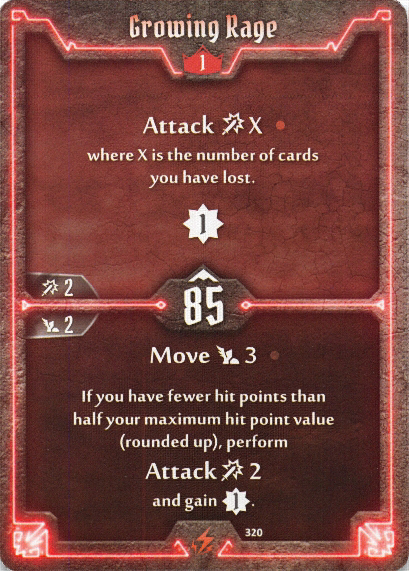 Growing Rage
1
Attack X
where X is the number of cards
you have lost.
1
2
85
2
Move 3
If you have fewer hit points than
half your maximum hit point value
(rounded up), perform
Attack 2
and gain 1.
320